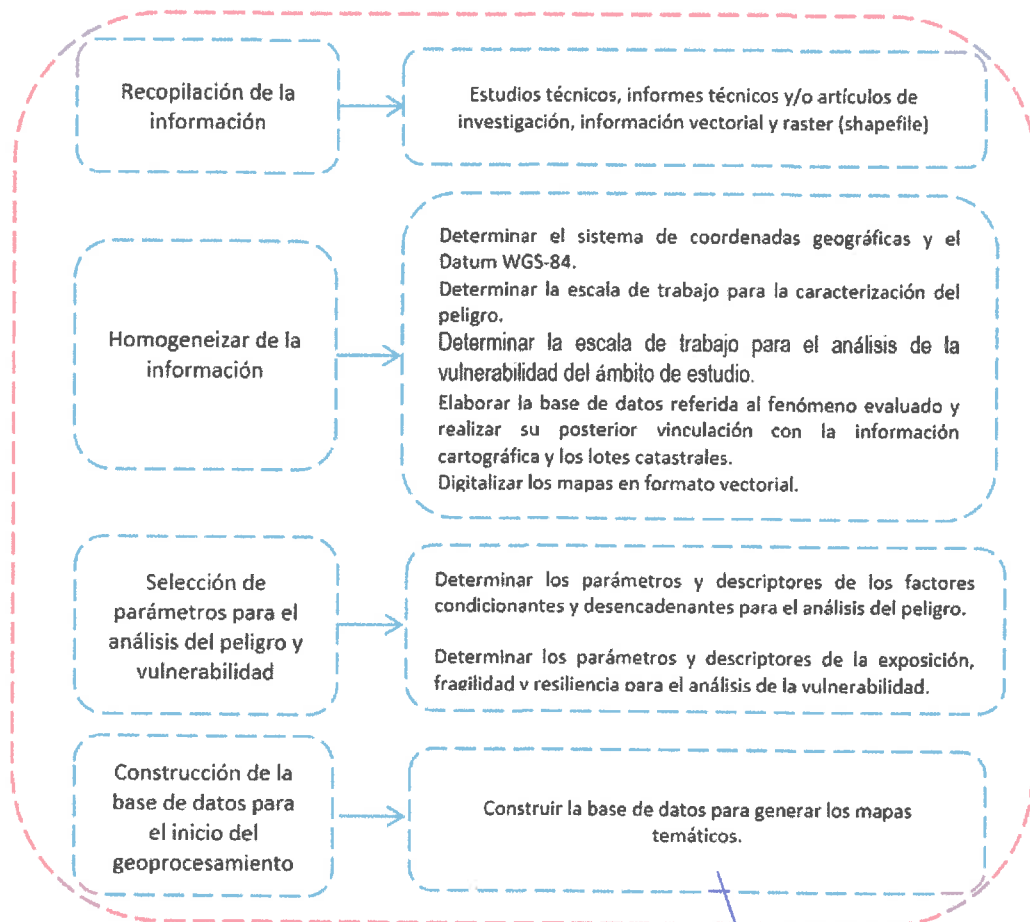 Recopilación de la
información
Estudios técnicos, informes técnicos y/o artículos de
investigación, información vectorial y raster (shapefile)
Homogeneizar de la
información
Determinar el sistema de coordenadas geográficas y el
Datum WGS-84.
Determinar la escala de trabajo para la caracterización del
peligro.
Determinar la escala de trabajo para el análisis de la
vulnerabilidad del ámbito de estudio.
Elaborar la base de datos referida al fenómeno evaluado y
realizar su posterior vinculación con la información
cartográfica y los lotes catastrales.
Digitalizar los mapas en formato vectorial.
Selección de
parámetros para el
análisis del peligro y
vulnerabilidad
Determinar los parámetros y descriptores de los factores
condicionantes y desencadenantes para el análisis del peligro.
Determinar los parámetros y descriptores de la exposición,
fragilidad y resiliencia para el análisis de la vulnerabilidad.
Construcción de la
base de datos para
el inicio del
geoprocesamiento
Construir la base de datos para generar los mapas
temáticos.